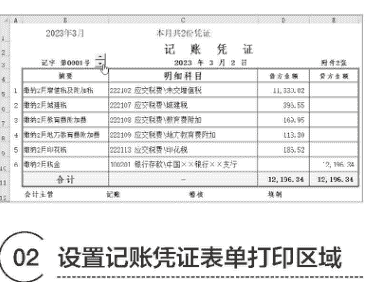 A B C D E
2023年3月 本月共2份凭证
记 账 凭 证
记字 第0001号 2023 年 3 月 2 日 附件2张
摘要 明细科目 借方金额 贷方金额
1 缴纳2月增值税及附加税 222102 应交税费\未交增值税 11,333.02
2 缴纳2月城建税 222107 应交税费\城建税 396.55
3 缴纳2月教育费附加费 222108 应交税费\教育费附加 169.95
4 缴纳2月地方教育费附加费 222109 应交税费\地方教育费附加 113.30
5 缴纳2月印花税 222113 应交税费\印花税 185.52
6 缴纳2月税金 100201 银行存款\中国××银行××支行 12,196.34
合计 - 12,196.34 12,196.34
会计主管 记账 稽核 填制
02 设置记账凭证表单打印区域